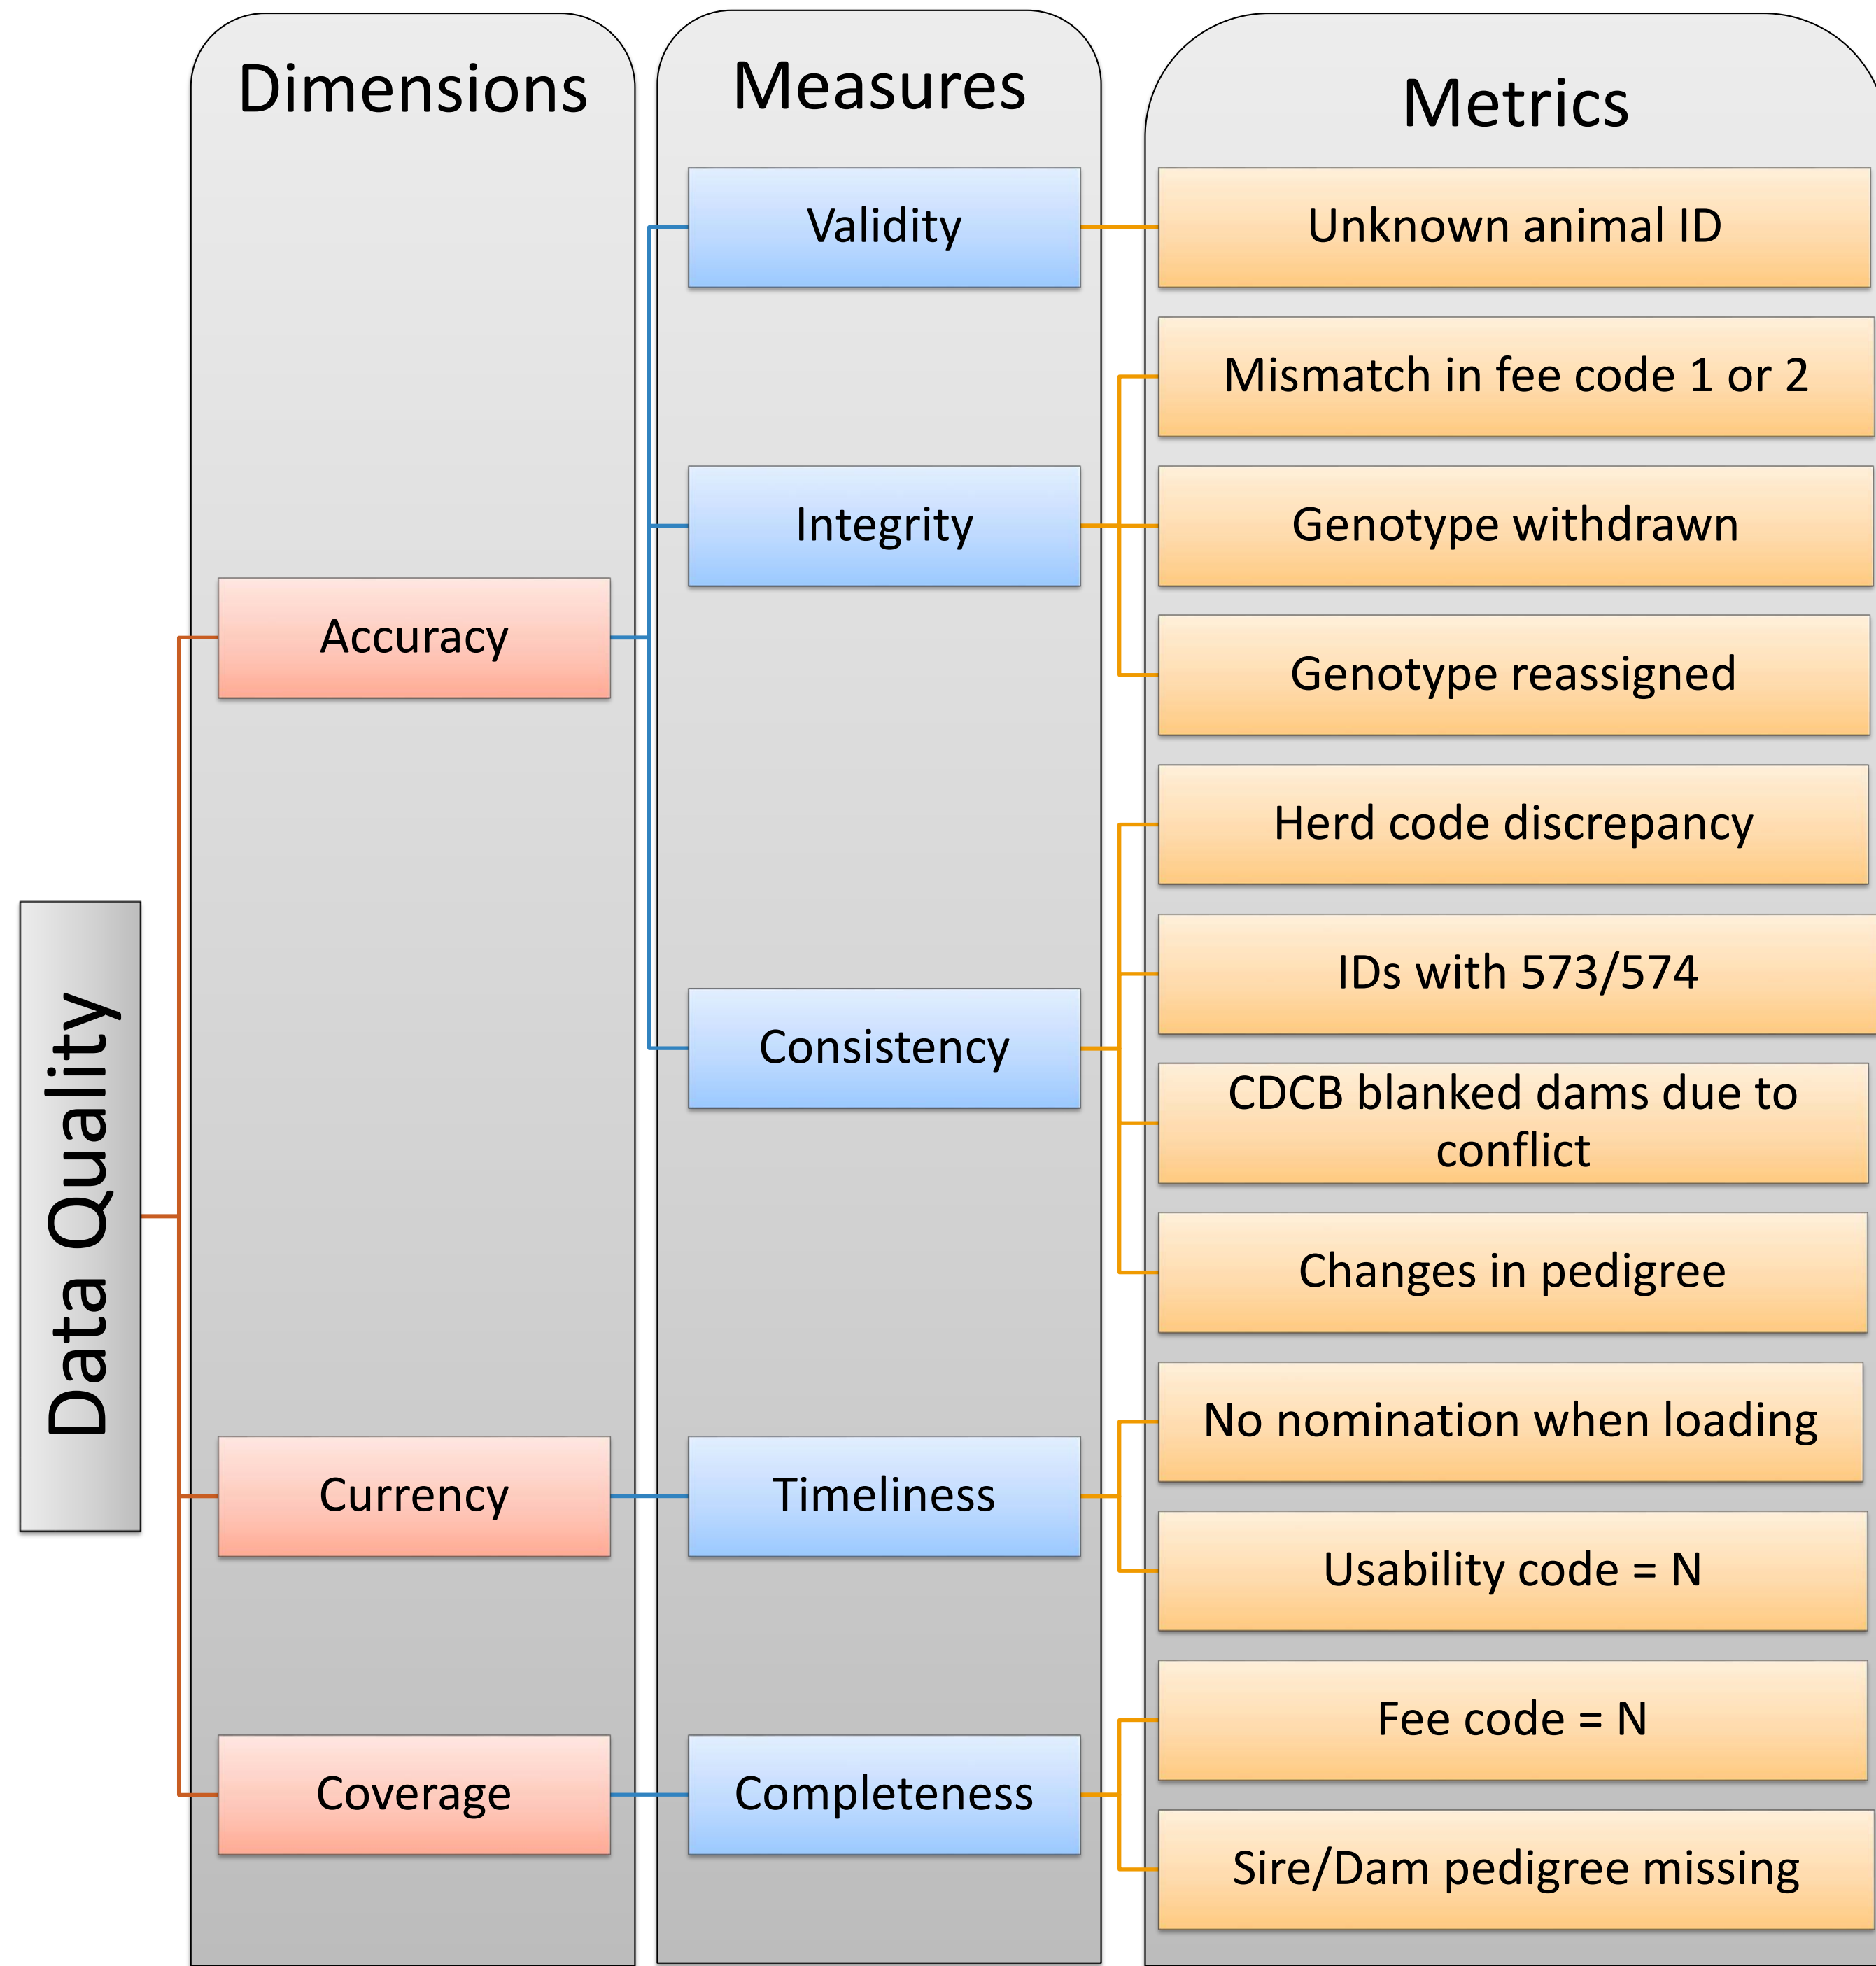 Dimensions
Measures
Metrics
Data Quality
Accuracy
Currency
Coverage
Validity
Integrity
Consistency
Timeliness
Completeness
Unknown animal ID
Mismatch in fee code 1 or 2
Genotype withdrawn
Genotype reassigned
Herd code discrepancy
IDs with 573/574
CDCB blanked dams due to
conflict
Changes in pedigree
No nomination when loading
Usability code = N
Fee code = N
Sire/Dam pedigree missing